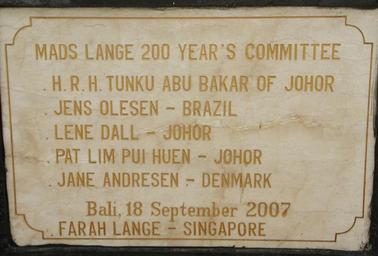 MADS LANGE 200 YEAR'S COMMITTEE
. H.R.H. TUNKU ABU BAKAR OF JOHOR
. JENS OLESEN - BRAZIL
. LENE DALL - JOHOR
. PAT LIM PUI HUEN - JOHOR
. JANE ANDRESEN - DENMARK
Bali, 18 September 2007
. FARAH LANGE - SINGAPORE